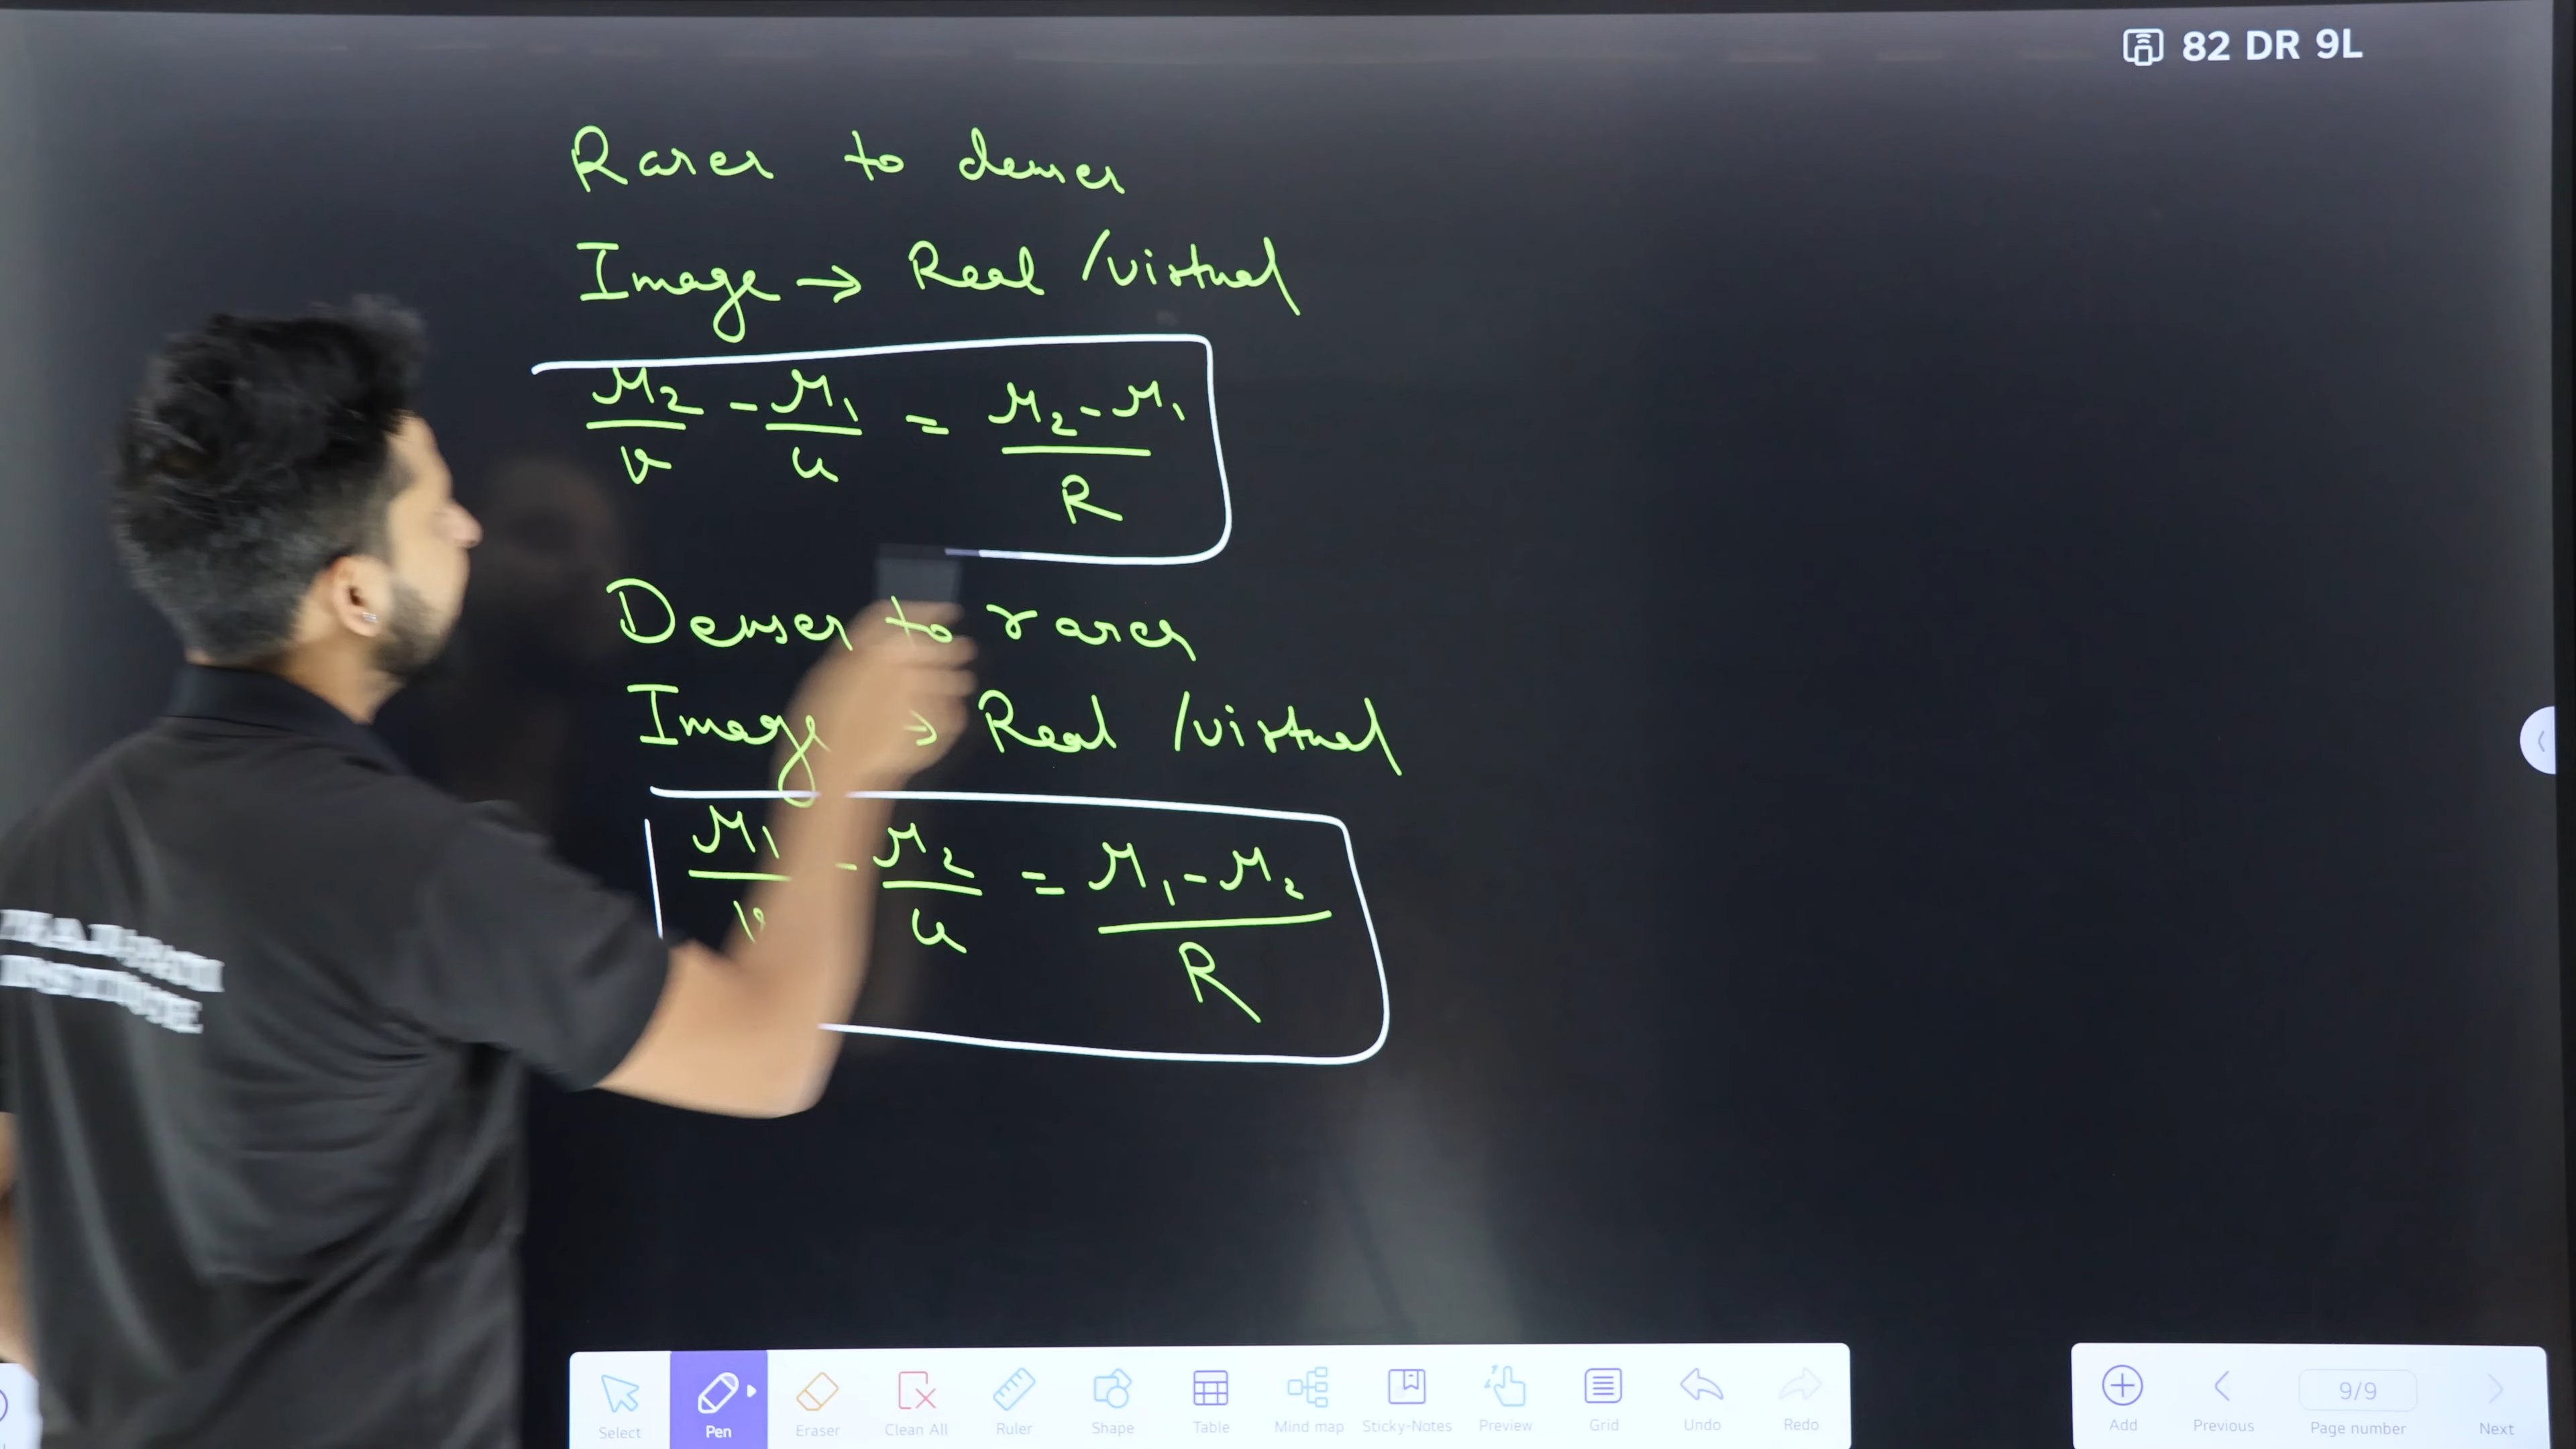 82 DR 9L
Rarer to denser
Image → Real /virtual
μ2/v - μ1/u = μ2-μ1/R
Denser to rarer
Image → Real /virtual
μ1/v - μ2/u = μ1-μ2/R
INSTITUTE
Select Pen Eraser Clean All Ruler Shape Table Mind map Sticky-Notes Preview Grid Undo Redo
Add Previous 9/9 Page number Next